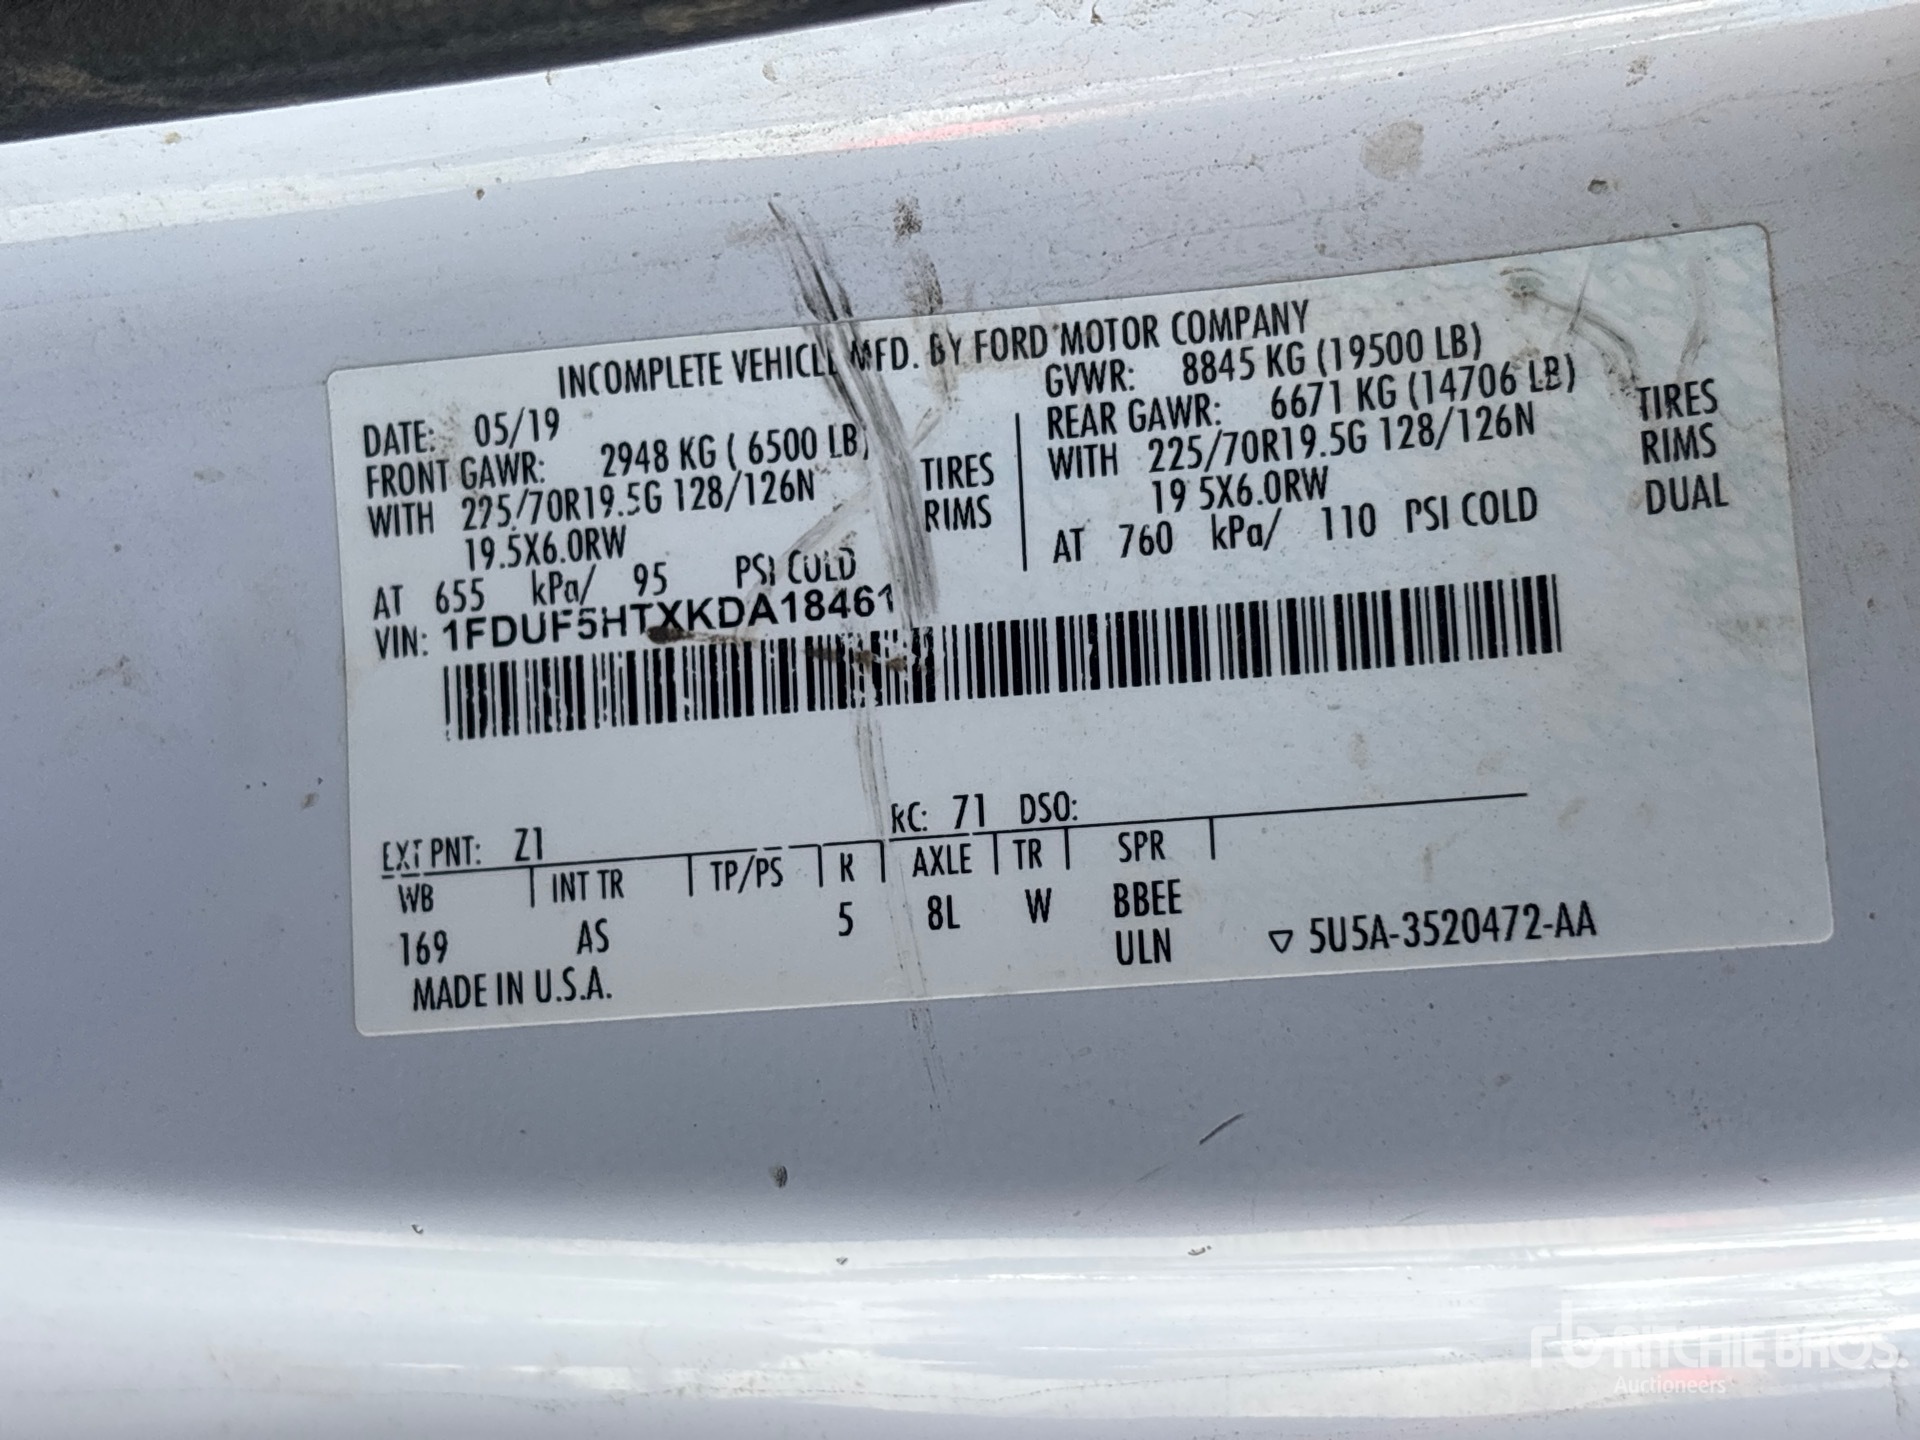 INCOMPLETE VEHICLE MFD. BY FORD MOTOR COMPANY
DATE: 05/19 GVWR: 8845 KG (19500 LB)
FRONT GAWR: 2948 KG ( 6500 LB) REAR GAWR: 6671 KG (14706 LB)
WITH 225/70R19.5G 128/126N TIRES WITH 225/70R19.5G 128/126N TIRES
19.5X6.0RW RIMS 19 5X6.0RW RIMS
AT 655 kPa/ 95 PSI COLD AT 760 kPa/ 110 PSI COLD DUAL
VIN: 1FDUF5HTXKDA18461
EXT PNT: Z1 RC: 71 DSO:
WB INT TR TP/PS R AXLE TR SPR
169 AS 5 8L W BBEE
ULN
MADE IN U.S.A. ▽ 5U5A-3520472-AA
rb RITCHIE BROS.
Auctioneers